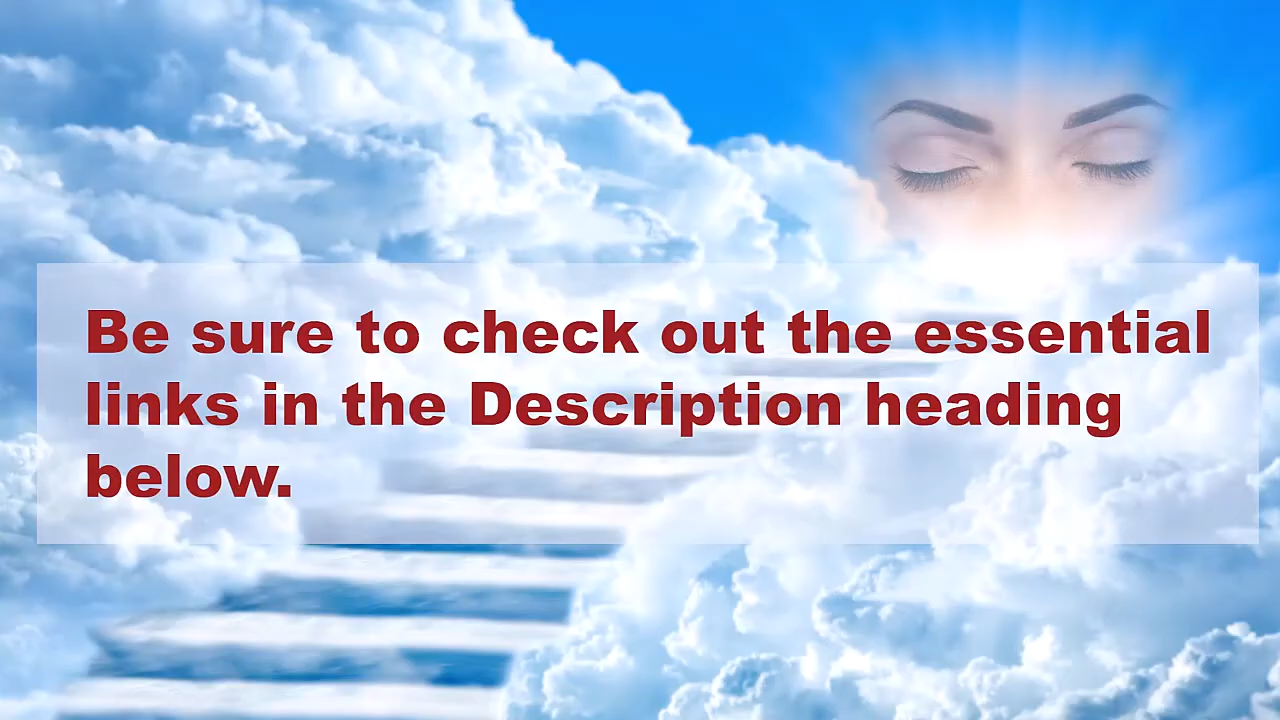 Be sure to check out the essential
links in the Description heading
below.